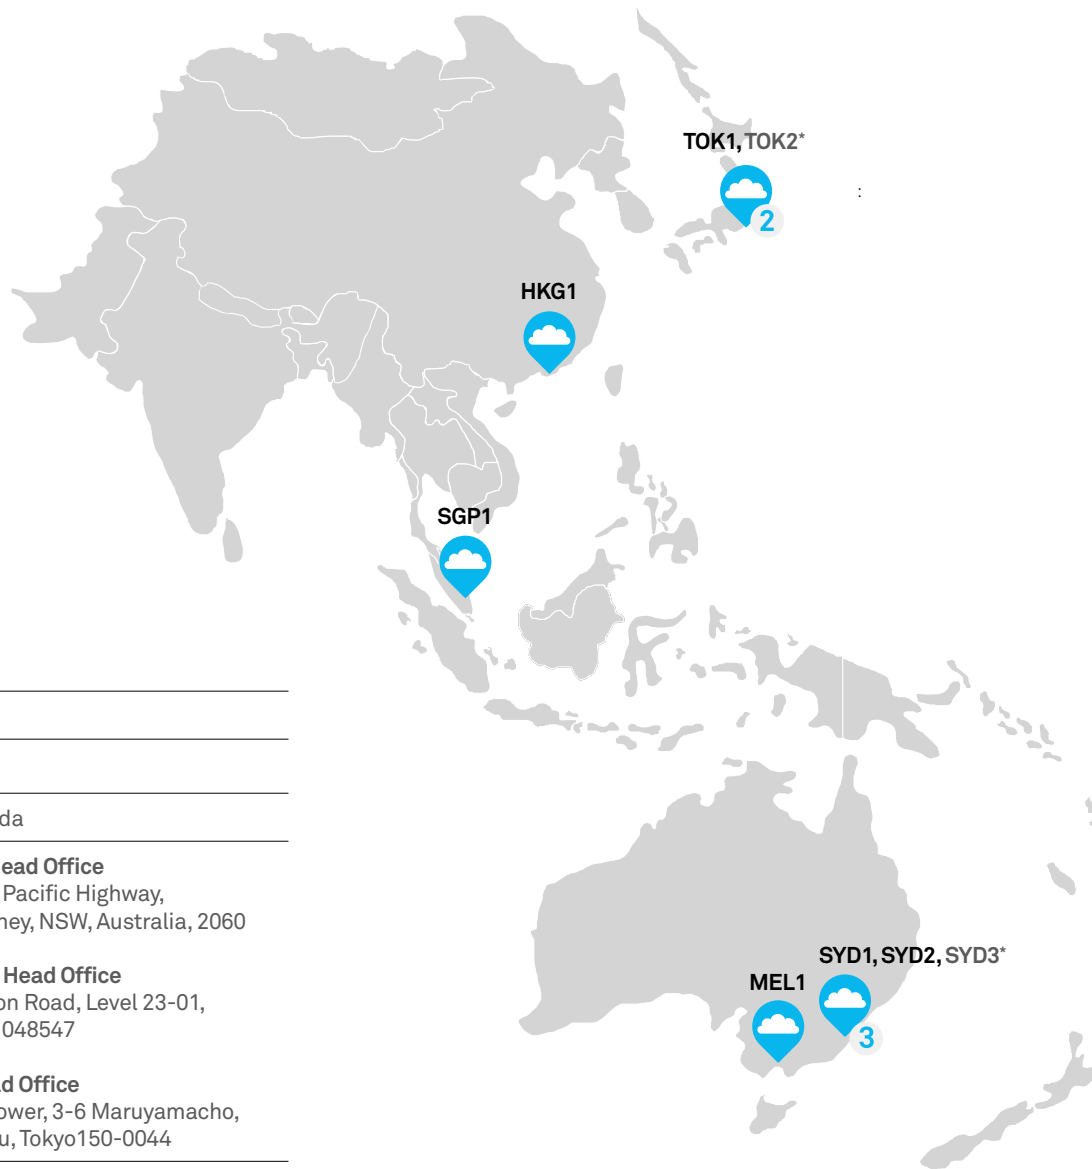 TOK1, TOK2*
:
2
HKG1
SGP1
da
ead Office
Pacific Highway,
ney, NSW, Australia, 2060
Head Office
on Road, Level 23-01,
048547
d Office
ower, 3-6 Maruyamacho,
u, Tokyo150-0044
SYD1, SYD2, SYD3*
MEL1
3